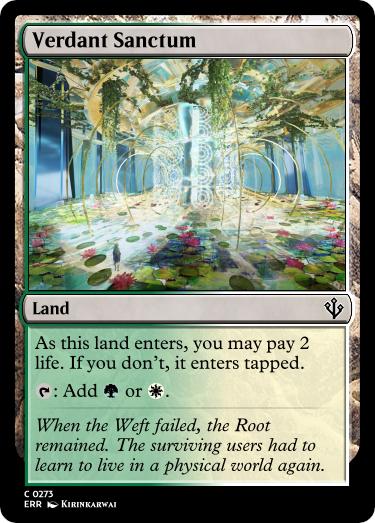 Verdant Sanctum
Land
As this land enters, you may pay 2
life. If you don't, it enters tapped.
: Add or .
When the Weft failed, the Root
remained. The surviving users had to
learn to live in a physical world again.
C 0273
ERR Kirinkarwai